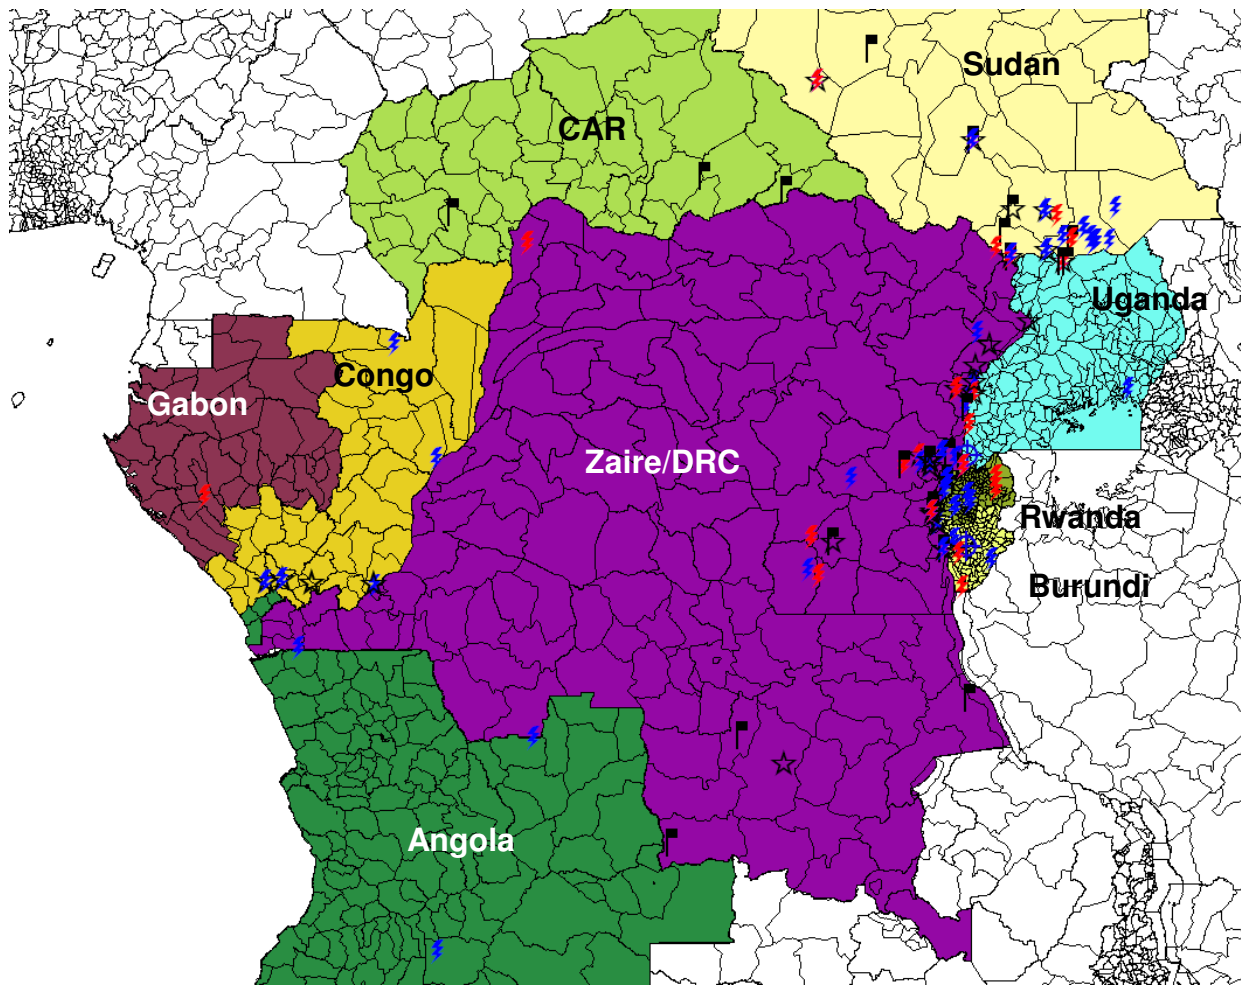 Sudan
CAR
Uganda
Congo
Gabon
Zaire/DRC
Rwanda
Burundi
Angola